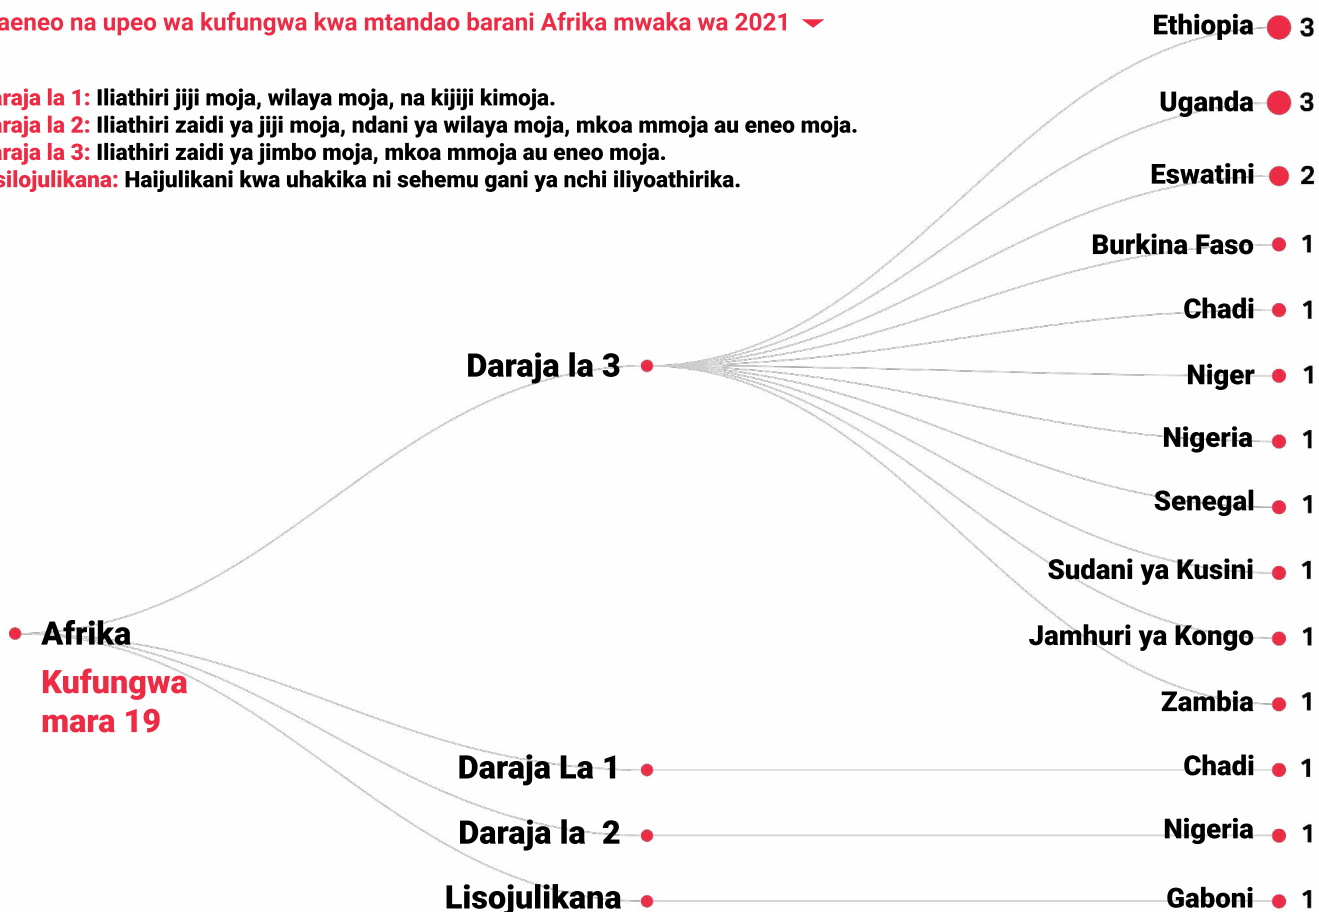 aeneo na upeo wa kufungwa kwa mtandao barani Afrika mwaka wa 2021
araja la 1: Iliathiri jiji moja, wilaya moja, na kijiji kimoja.
araja la 2: Iliathiri zaidi ya jiji moja, ndani ya wilaya moja, mkoa mmoja au eneo moja.
araja la 3: Iliathiri zaidi ya jimbo moja, mkoa mmoja au eneo moja.
silojulikana: Haijulikani kwa uhakika ni sehemu gani ya nchi iliyoathirika.
Ethiopia 3
Uganda 3
Eswatini 2
Burkina Faso 1
Chadi 1
Daraja la 3
Niger 1
Nigeria 1
Senegal 1
Sudani ya Kusini 1
Jamhuri ya Kongo 1
Zambia 1
Afrika
Kufungwa
mara 19
Daraja La 1
Chadi 1
Daraja la 2
Nigeria 1
Lisojulikana
Gaboni 1